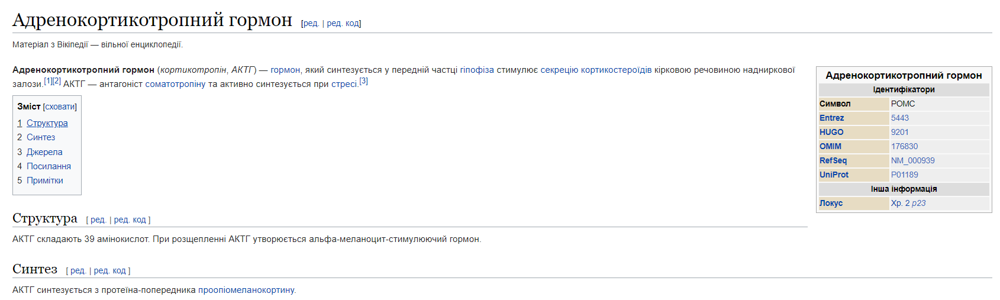 Адренокортикотропний гормон [ред. | ред. код]
Матеріал з Вікіпедії — вільної енциклопедії.
Адренокортикотропний гормон (кортикотропін, АКТГ) — гормон, який синтезується у передній частці гіпофіза стимулює секрецію кортикостероїдів кірковою речовиною надниркової
залози.[1][2] АКТГ — антагоніст соматотропіну та активно синтезується при стресі.[3]
Зміст [сховати]
1 Структура
2 Синтез
3 Джерела
4 Посилання
5 Примітки
Адренокортикотропний гормон
Ідентифікатори
Символ POMC
Entrez 5443
HUGO 9201
OMIM 176830
RefSeq NM_000939
UniProt P01189
Інша інформація
Локус Хр. 2 p23
Структура [ ред. | ред. код ]
АКТГ складають 39 амінокислот. При розщепленні АКТГ утворюється альфа-меланоцит-стимулюючий гормон.
Синтез [ ред. | ред. код ]
АКТГ синтезується з протеїна-попередника проопіомеланокортину.